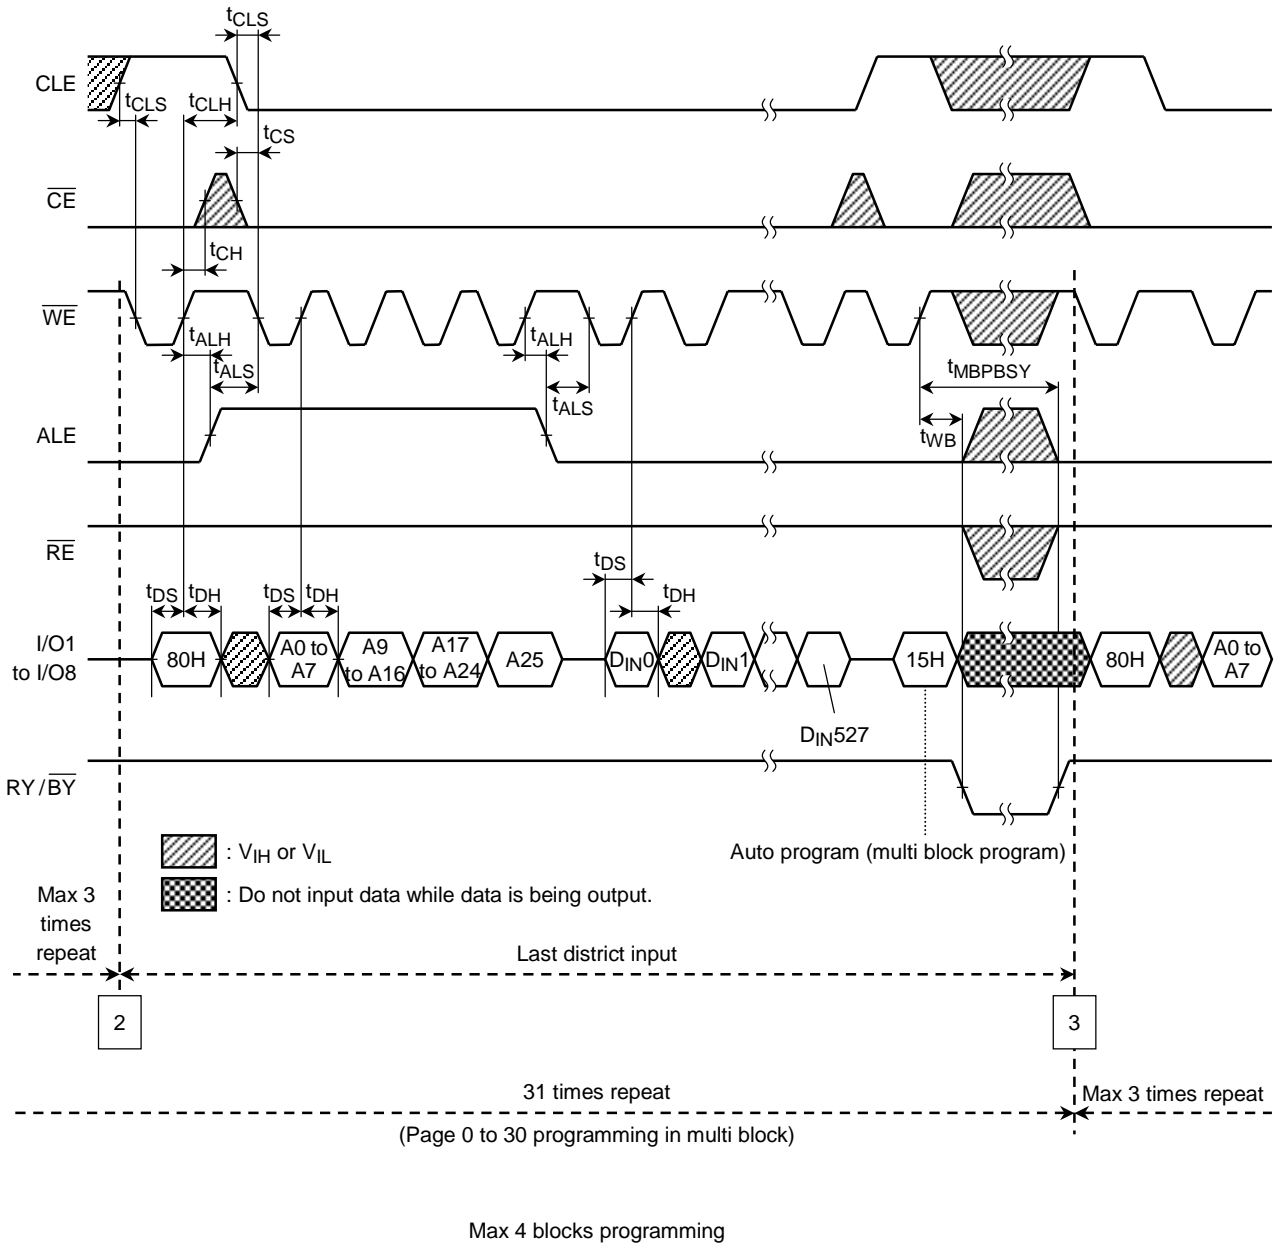 tCLS
CLE
tCLS
tCLH
tCS
CE
tCH
WE
tALH
tALS
tALH
tALS
tMBPBSY
tWB
ALE
RE
tDS
tDH
tDS
tDH
tDS
tDH
I/O1
to I/O8
80H
A0 to
A7
A9
to A16
A17
to A24
A25
DIN0
DIN1
15H
80H
A0 to
A7
DIN527
RY/BY
: VIH or VIL
Auto program (multi block program)
: Do not input data while data is being output.
Max 3
times
repeat
Last district input
2
3
31 times repeat
Max 3 times repeat
(Page 0 to 30 programming in multi block)
Max 4 blocks programming